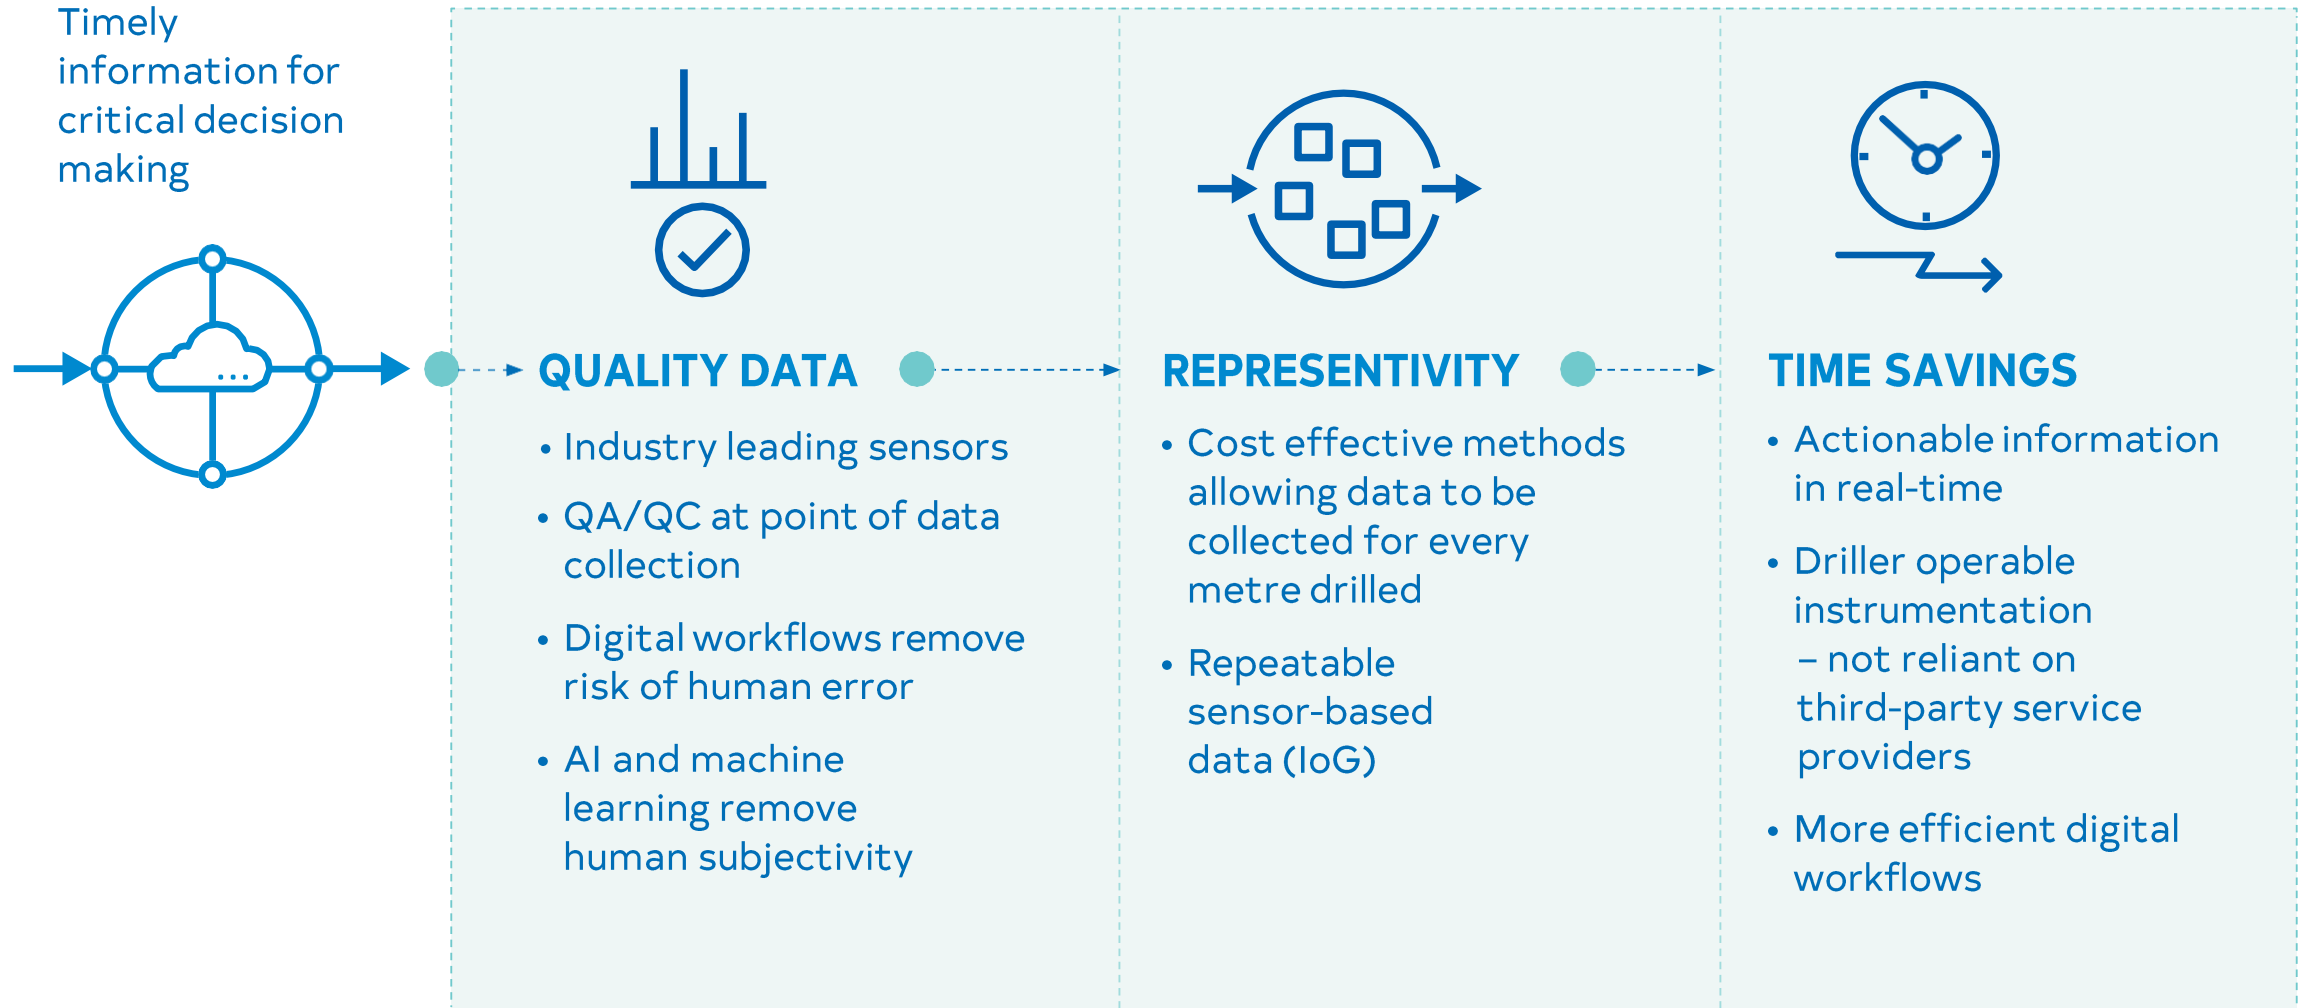 Timely
information for
critical decision
making
QUALITY DATA
• Industry leading sensors
• QA/QC at point of data
collection
• Digital workflows remove
risk of human error
• AI and machine
learning remove
human subjectivity
REPRESENTIVITY
• Cost effective methods
allowing data to be
collected for every
metre drilled
• Repeatable
sensor-based
data (IoG)
TIME SAVINGS
• Actionable information
in real-time
• Driller operable
instrumentation
– not reliant on
third-party service
providers
• More efficient digital
workflows